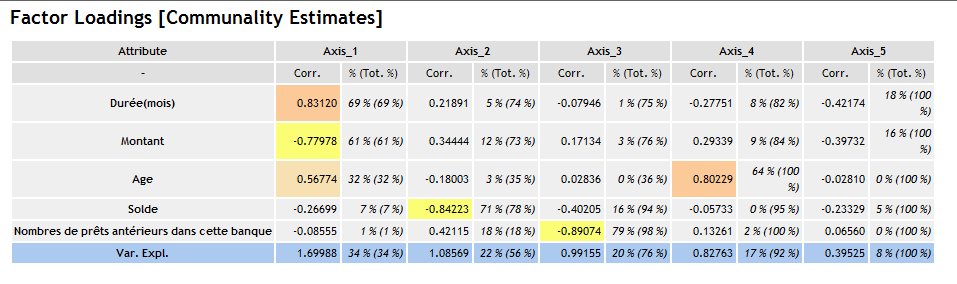 Factor Loadings [Communality Estimates]
Attribute Axis_1 Axis_2 Axis_3 Axis_4 Axis_5
- Corr. % (Tot. %) Corr. % (Tot. %) Corr. % (Tot. %) Corr. % (Tot. %) Corr. % (Tot. %)
Durée(mois) 0.83120 69 % (69 %) 0.21891 5 % (74 %) -0.07946 1 % (75 %) -0.27751 8 % (82 %) -0.42174 18 % (100 %)
Montant -0.77978 61 % (61 %) 0.34444 12 % (73 %) 0.17134 3 % (76 %) 0.29339 9 % (84 %) -0.39732 16 % (100 %)
Age 0.56774 32 % (32 %) -0.18003 3 % (35 %) 0.02836 0 % (36 %) 0.80229 64 % (100 %) -0.02810 0 % (100 %)
Solde -0.26699 7 % (7 %) -0.84223 71 % (78 %) -0.40205 16 % (94 %) -0.05733 0 % (95 %) -0.23329 5 % (100 %)
Nombres de prêts antérieurs dans cette banque -0.08555 1 % (1 %) 0.42115 18 % (18 %) -0.89074 79 % (98 %) 0.13261 2 % (100 %) 0.06560 0 % (100 %)
Var. Expl. 1.69988 34 % (34 %) 1.08569 22 % (56 %) 0.99155 20 % (76 %) 0.82763 17 % (92 %) 0.39525 8 % (100 %)